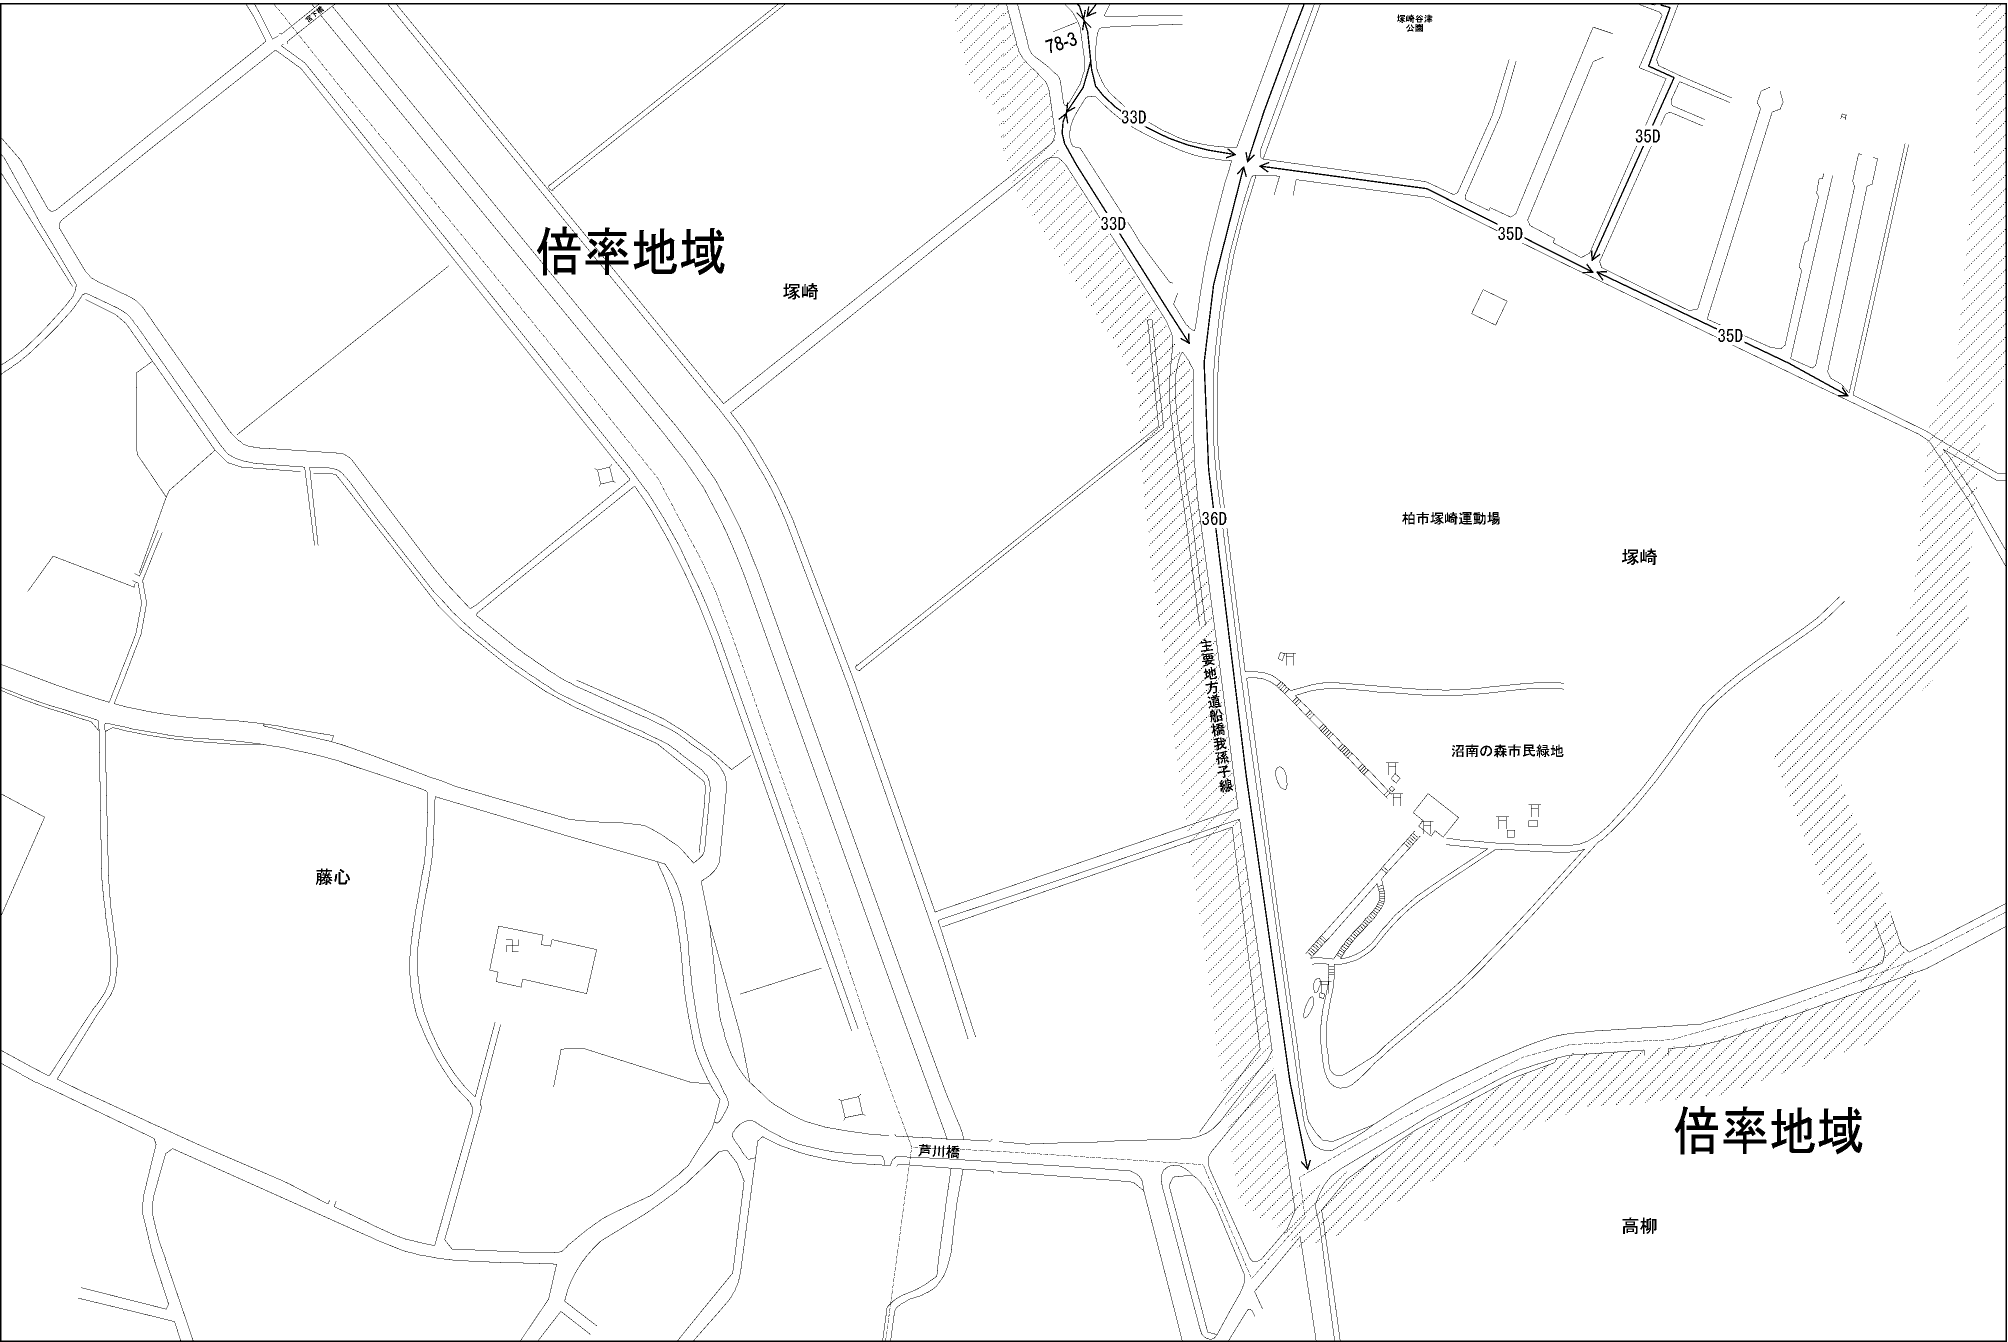 宮下橋
78-3
塚崎谷津
公園
33D
35D
33D
35D
倍率地域
塚崎
35D
36D
柏市塚崎運動場
塚崎
主要地方道船橋我孫子線
沼南の森市民緑地
藤心
芦川橋
倍率地域
高柳